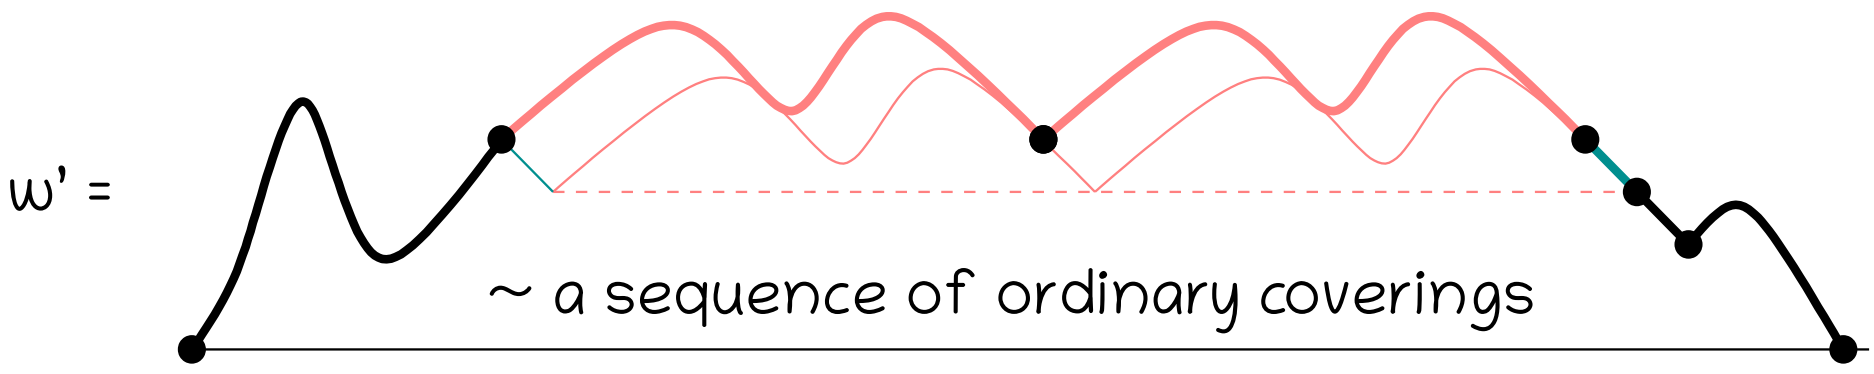 w' =
~ a sequence of ordinary coverings